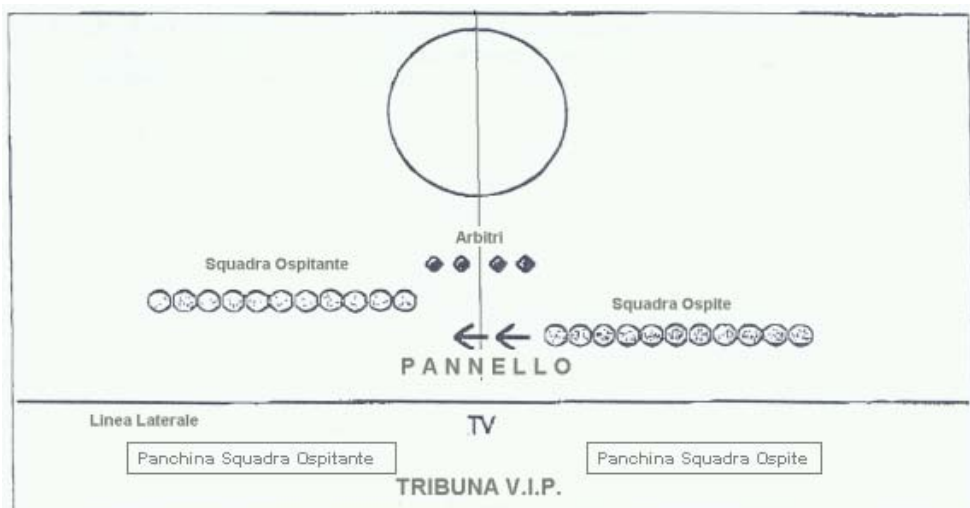 Arbitri
Squadra Ospitante
Squadra Ospite
PANNELLO
Linea Laterale
TV
Panchina Squadra Ospitante
Panchina Squadra Ospite
TRIBUNA V.I.P.